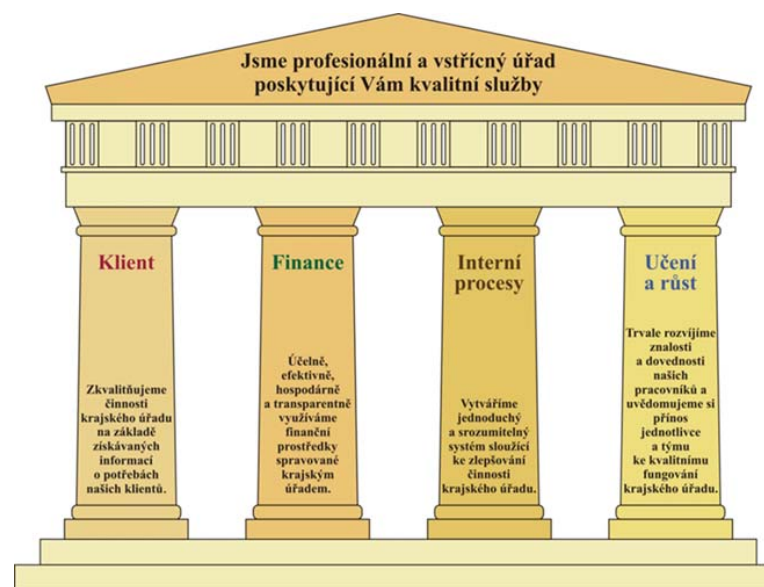 Jsme profesionální a vstřícný úřad
poskytující Vám kvalitní služby
Klient
Zkvalitňujeme
činnosti
krajského úřadu
na základě
získávaných
informací
o potřebách
našich klientů.
Finance
Účelně,
efektivně,
hospodárně
a transparentně
využíváme
finanční
prostředky
spravované
krajským
úřadem.
Interní
procesy
Vytváříme
jednoduchý
a srozumitelný
systém sloužící
ke zlepšování
činnosti
krajského úřadu.
Učení
a růst
Trvale rozvíjíme
znalosti
a dovednosti
našich
pracovníků a
uvědomujeme si
přínos
jednotlivce
a týmu
ke kvalitnímu
fungování
krajského úřadu.